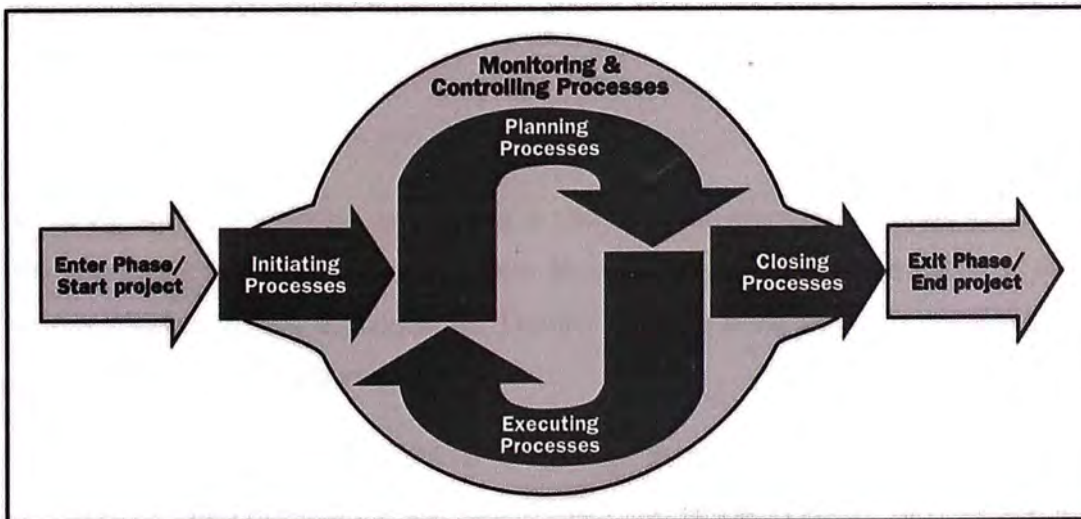 Monitoring &
Controlling Processes
Planning
Processes
Enter Phase/
Start project
Initiating
Processes
Closing
Processes
Exit Phase/
End project
Executing
Processes